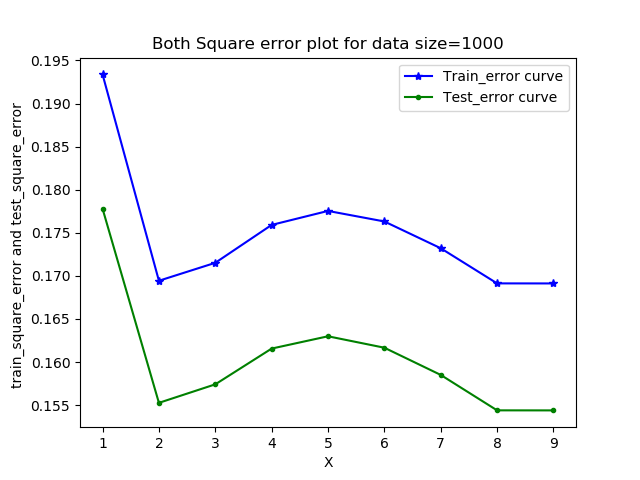 Both Square error plot for data size=1000
Train_error curve
Test_error curve
train_square_error and test_square_error
0.195
0.190
0.185
0.180
0.175
0.170
0.165
0.160
0.155
1 2 3 4 5 6 7 8 9
X